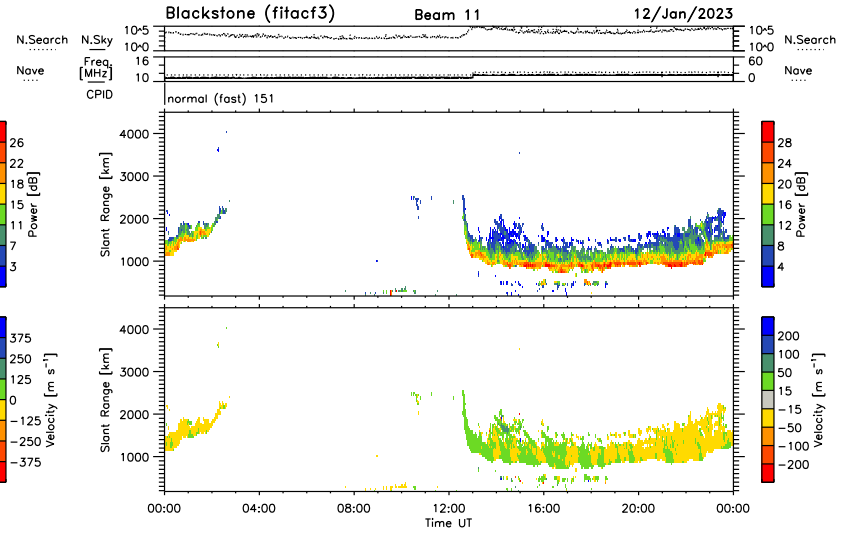 Blackstone (fitacf3) Beam 11 12/Jan/2023
N.Search N.Sky 10^5 10^0 10^5 10^0 N.Search
Nave Freq. [MHz] 16 10 60 0 Nave
CPID normal (fast) 151
Slant Range [km] 4000 3000 2000 1000
Power [dB] 26 22 18 15 11 7 3
Power [dB] 28 24 20 16 12 8 4
Slant Range [km] 4000 3000 2000 1000
Velocity [m s⁻¹] 375 250 125 0 -125 -250 -375
Velocity [m s⁻¹] 200 100 50 15 -15 -50 -100 -200
00:00 04:00 08:00 12:00 16:00 20:00 00:00
Time UT